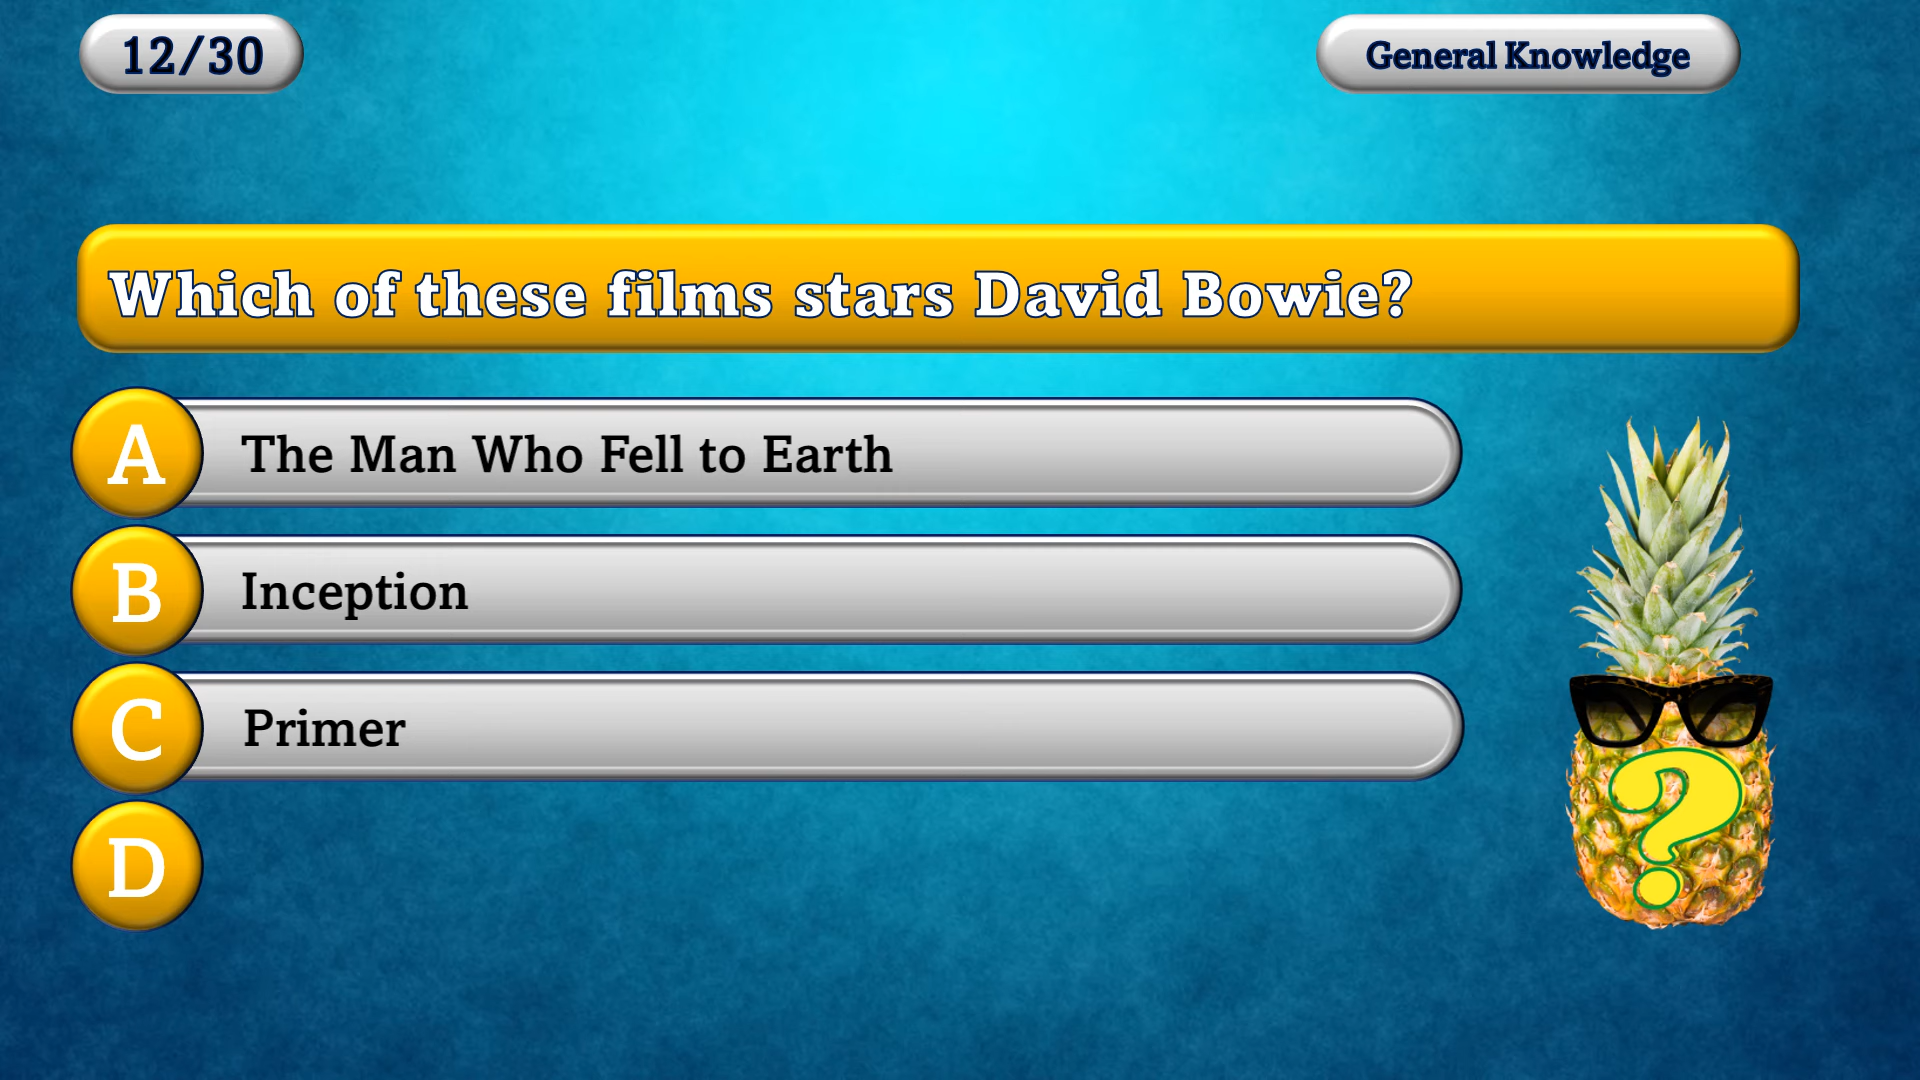 12/30
General Knowledge
Which of these films stars David Bowie?
A
The Man Who Fell to Earth
B
Inception
C
Primer
D
?